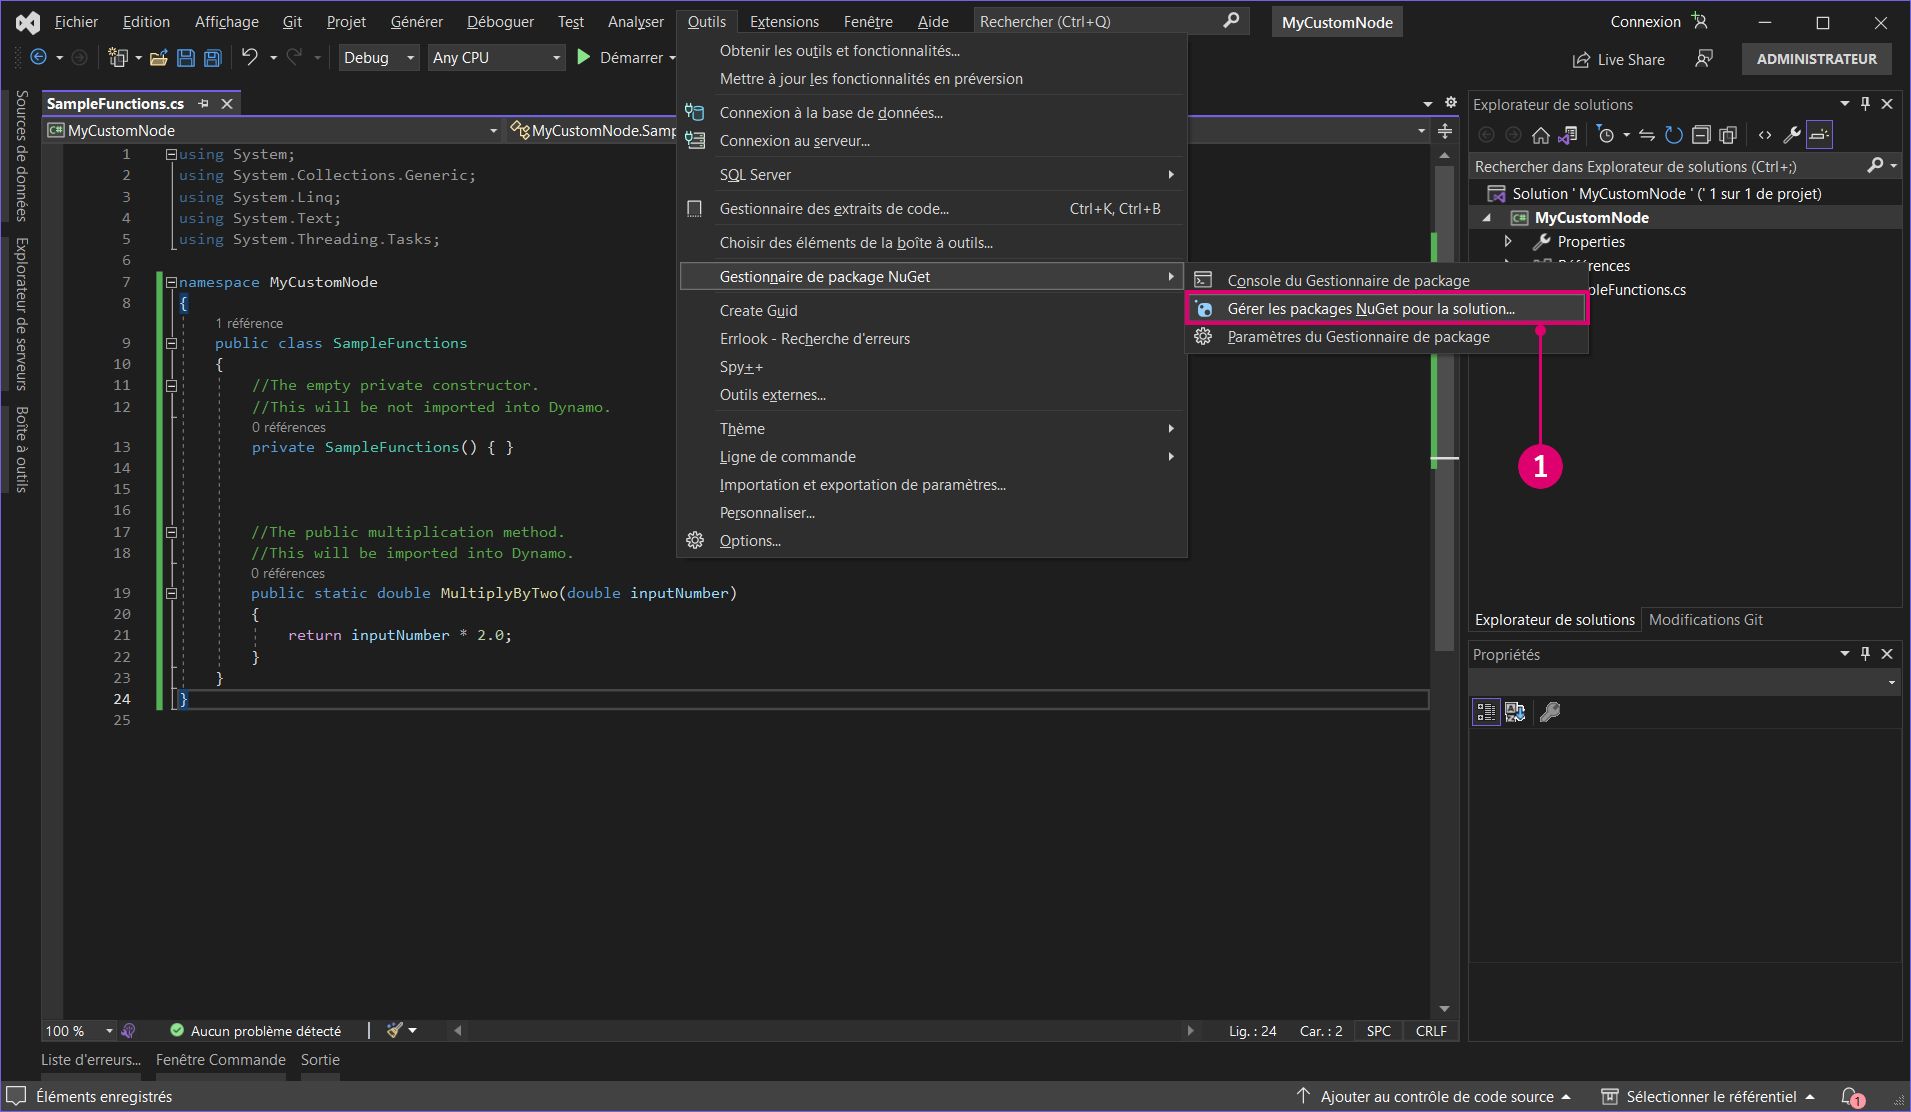 Fichier Edition Affichage Git Projet Générer Déboguer Test Analyser Outils Extensions Fenêtre Aide Rechercher (Ctrl+Q) MyCustomNode Connexion
Debug Any CPU Démarrer Live Share ADMINISTRATEUR
Obtenir les outils et fonctionnalités...
Mettre à jour les fonctionnalités en préversion
Connexion à la base de données...
Connexion au serveur...
SQL Server
Gestionnaire des extraits de code... Ctrl+K, Ctrl+B
Choisir des éléments de la boîte à outils...
Gestionnaire de package NuGet
Create Guid
Errlook - Recherche d'erreurs
Spy++
Outils externes...
Thème
Ligne de commande
Importation et exportation de paramètres...
Personnaliser...
Options...
Console du Gestionnaire de package
Gérer les packages NuGet pour la solution...
Paramètres du Gestionnaire de package
1
Sources de données
Explorateur de serveurs
Boîte à outils
SampleFunctions.cs
C# MyCustomNode MyCustomNode.Samp
1 using System;
2 using System.Collections.Generic;
3 using System.Linq;
4 using System.Text;
5 using System.Threading.Tasks;
6
7 namespace MyCustomNode
8 {
1 référence
9 public class SampleFunctions
10 {
11 //The empty private constructor.
12 //This will be not imported into Dynamo.
0 références
13 private SampleFunctions() { }
14
15
16
17 //The public multiplication method.
18 //This will be imported into Dynamo.
0 références
19 public static double MultiplyByTwo(double inputNumber)
20 {
21 return inputNumber * 2.0;
22 }
23 }
24 }
25
Explorateur de solutions
Rechercher dans Explorateur de solutions (Ctrl+;)
Solution ' MyCustomNode ' (' 1 sur 1 de projet)
C# MyCustomNode
Properties
Références
pleFunctions.cs
Explorateur de solutions Modifications Git
Propriétés
100 % Aucun problème détecté Lig. : 24 Car. : 2 SPC CRLF
Liste d'erreurs... Fenêtre Commande Sortie
Éléments enregistrés Ajouter au contrôle de code source Sélectionner le référentiel 1